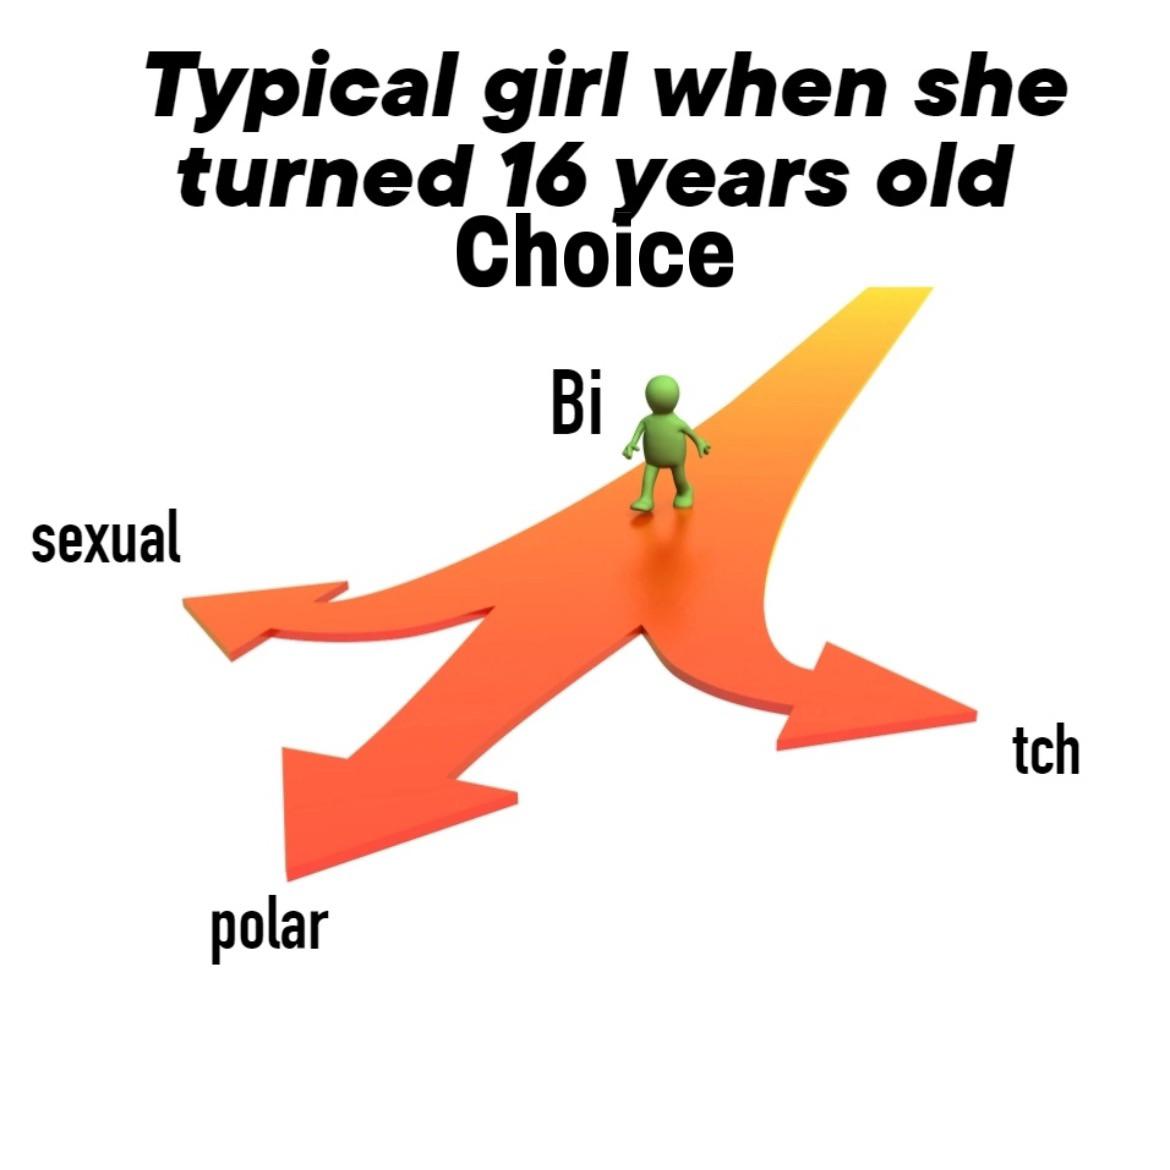 Typical girl when she
turned 16 years old
Choice
Bi
sexual
tch
polar